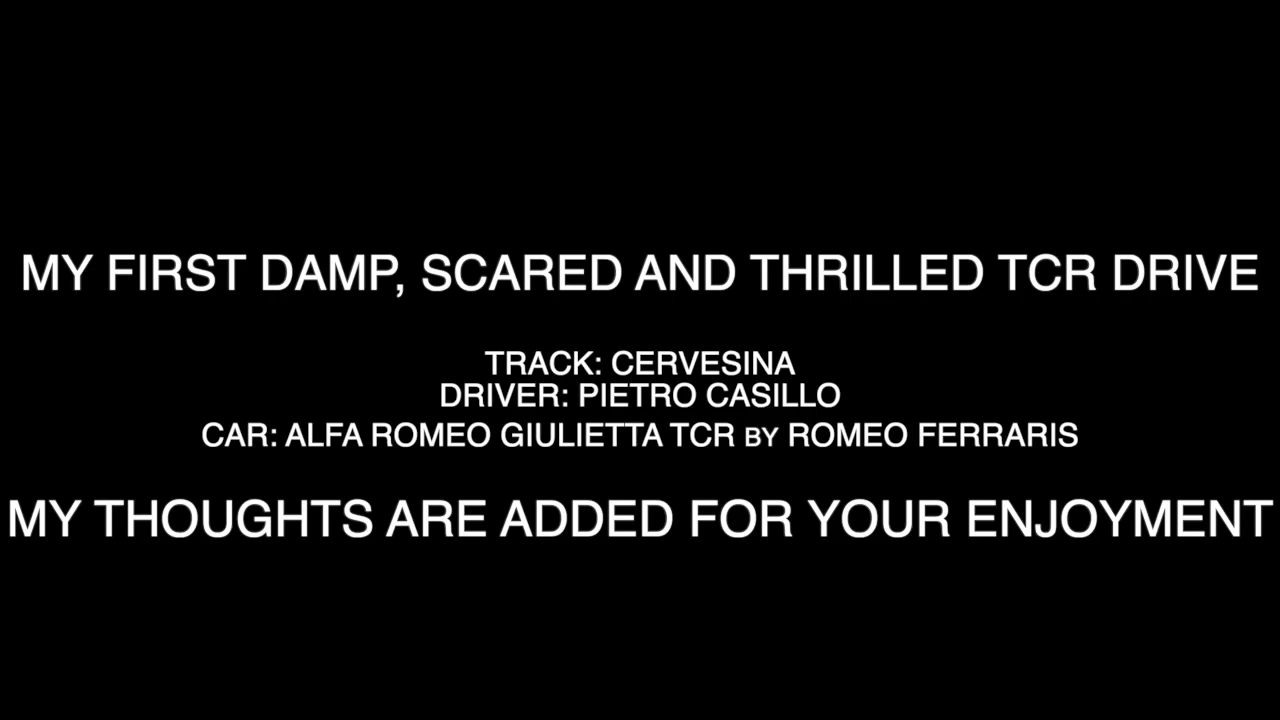 MY FIRST DAMP, SCARED AND THRILLED TCR DRIVE
TRACK: CERVESINA
DRIVER: PIETRO CASILLO
CAR: ALFA ROMEO GIULIETTA TCR BY ROMEO FERRARIS
MY THOUGHTS ARE ADDED FOR YOUR ENJOYMENT